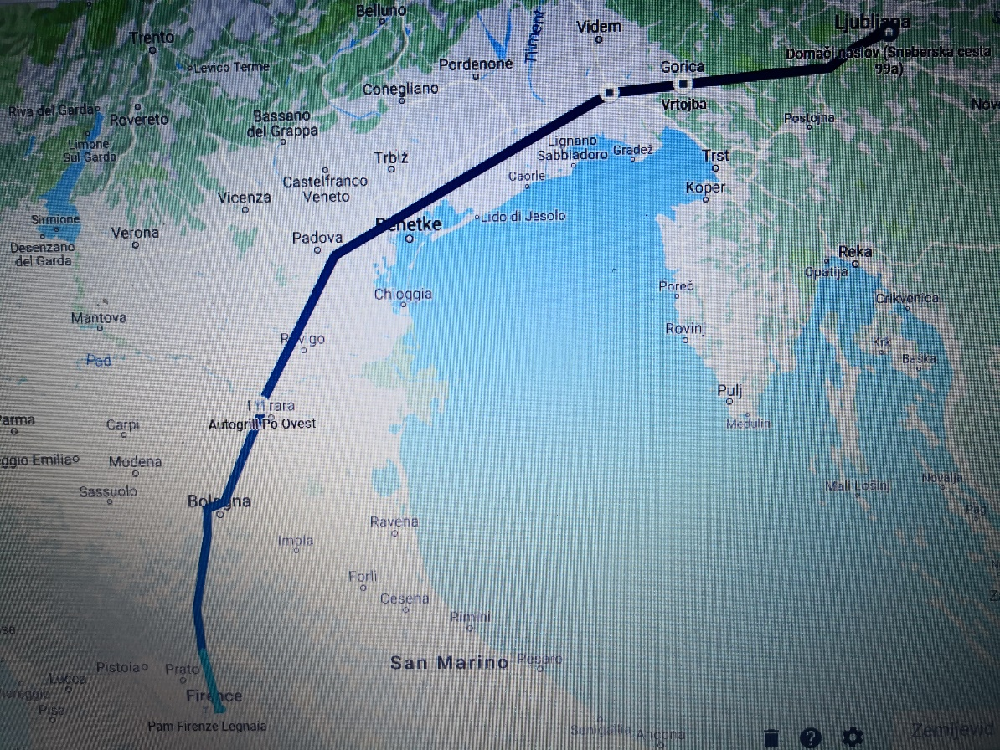 Belluno
Ljubljana
Videm
Trento
Tilment
Domači naslov (Šneberska cesta
99a)
Levico Terme
Pordenone
Gorica
Conegliano
Vrtojba
Riva del Garda
Rovereto
Bassano
del Grappa
Postojna
Nov
Limone
Sul Garda
Trbiž
Lignano
Sabbiadoro
Gradež
Trst
Castelfranco
Veneto
Caorle
Koper
Vicenza
Sirmione
Verona
Benetke
Lido di Jesolo
Desenzano
del Garda
Padova
Reka
Opatija
Chioggia
Poreč
Crikvenica
Mantova
Rovinj
Rovigo
Krk
Pad
Baška
Pulj
Ferrara
Medulin
arma
Carpi
Autogrill Po Ovest
ggio Emilia
Modena
Sassuolo
Mali Lošinj
Novalja
Bologna
Pag
Ravena
Imola
Forlì
Cesena
Rimini
San Marino
Pesaro
Pistoia
Prato
Lucca
iareggio
Firence
Pisa
Pam Firenze Legnaia
Senigallia
Ancona
Zemljevid